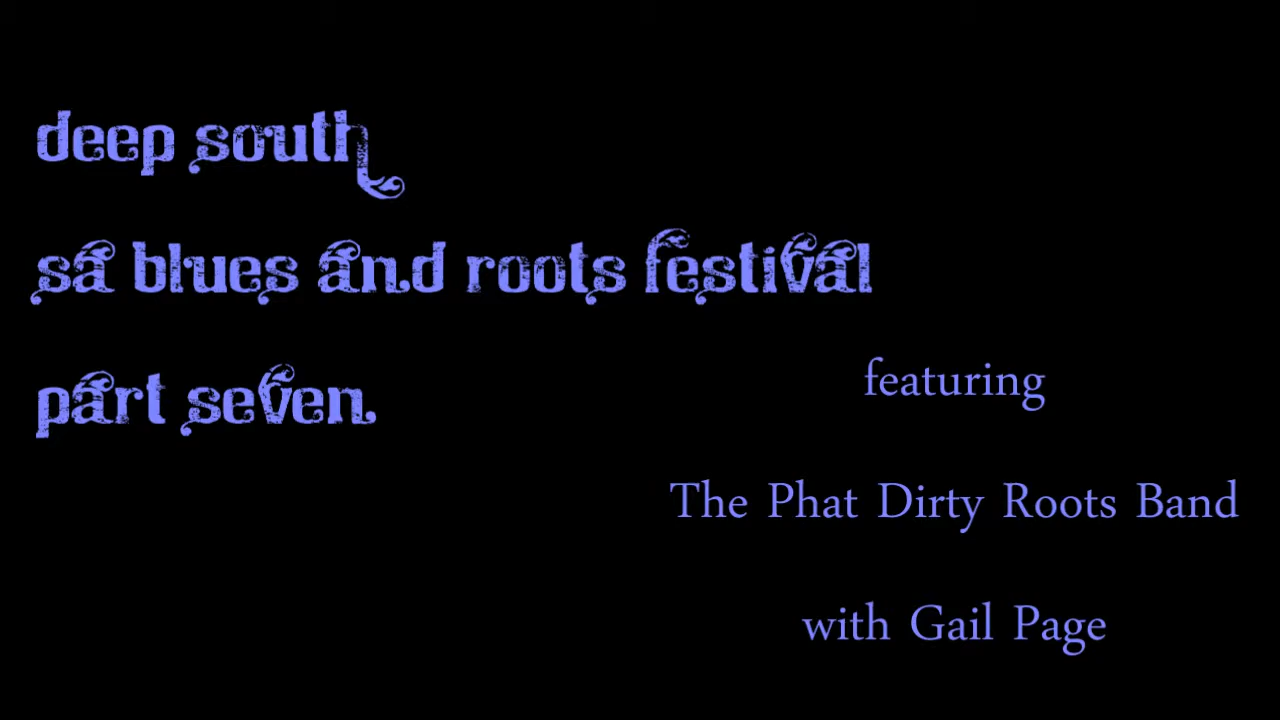 deep south
sa blues and roots festival
part seven
featuring
The Phat Dirty Roots Band
with Gail Page